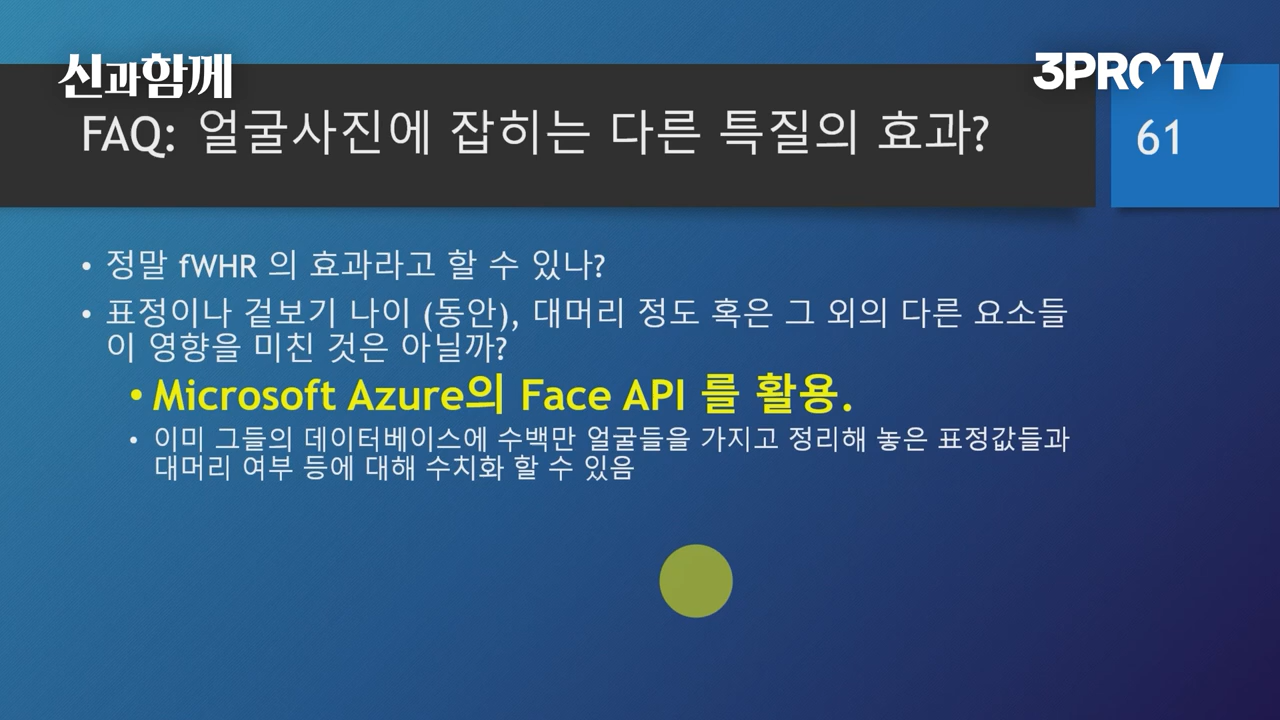 신과함께
3PROTV
FAQ: 얼굴사진에 잡히는 다른 특질의 효과?
61
• 정말 fWHR 의 효과라고 할 수 있나?
• 표정이나 겉보기 나이 (동안), 대머리 정도 혹은 그 외의 다른 요소들
이 영향을 미친 것은 아닐까?
• Microsoft Azure의 Face API 를 활용.
• 이미 그들의 데이터베이스에 수백만 얼굴들을 가지고 정리해 놓은 표정값들과
대머리 여부 등에 대해 수치화 할 수 있음